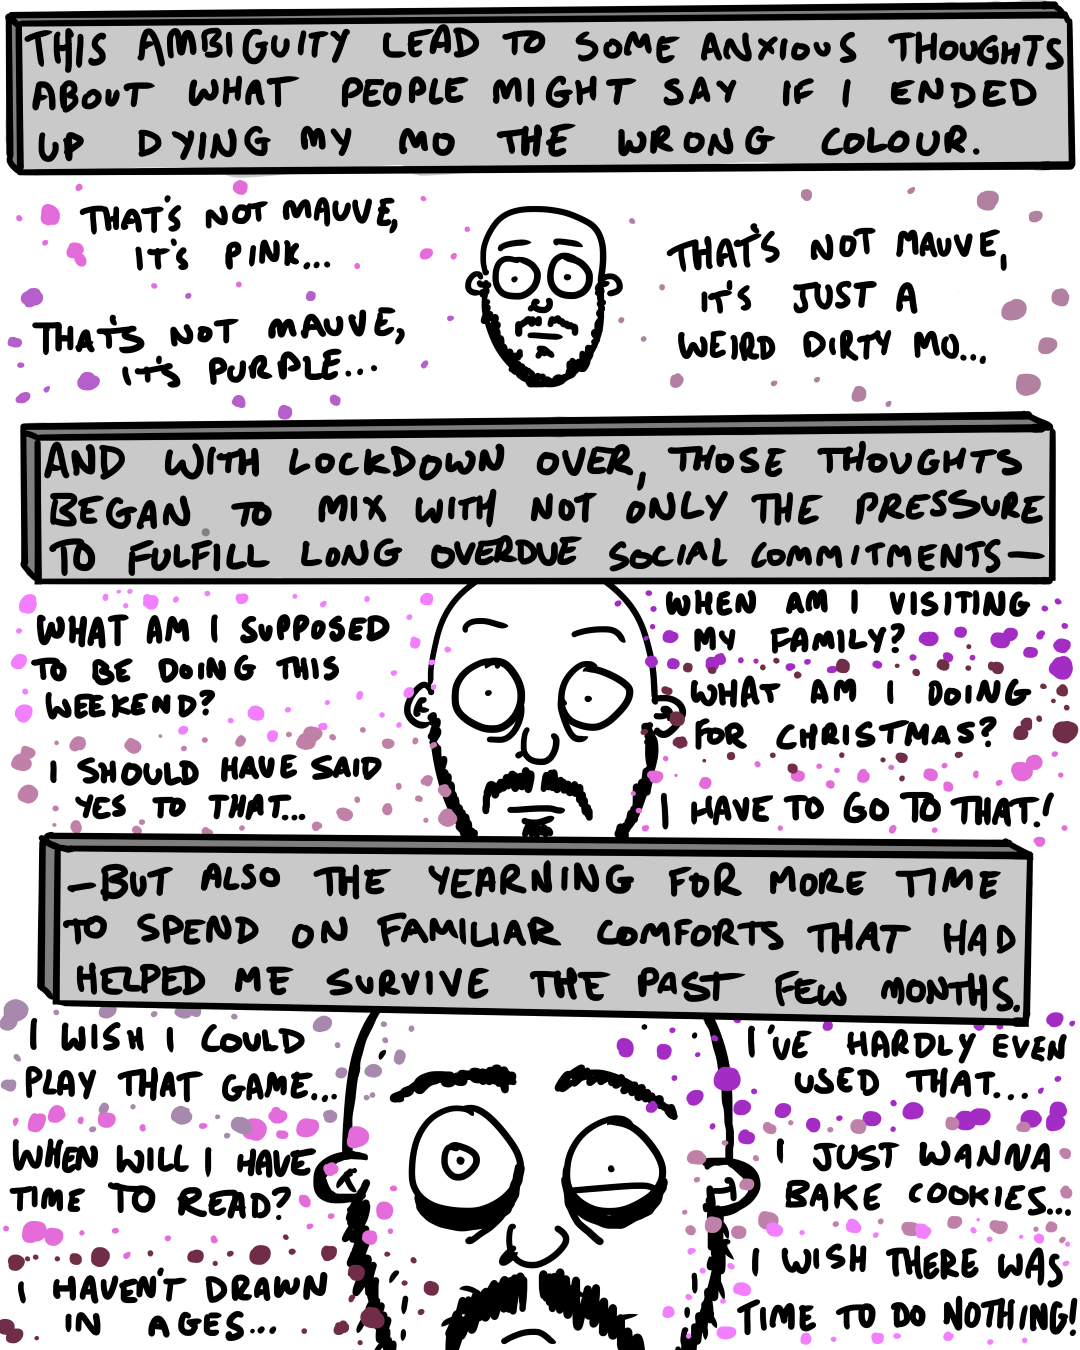 THIS AMBIGUITY LEAD TO SOME ANXIOUS THOUGHTS
ABOUT WHAT PEOPLE MIGHT SAY IF I ENDED
UP DYING MY MO THE WRONG COLOUR.
THAT'S NOT MAUVE,
IT'S PINK...
THAT'S NOT MAUVE,
IT'S PURPLE...
THAT'S NOT MAUVE,
IT'S JUST A
WEIRD DIRTY MO...
AND WITH LOCKDOWN OVER, THOSE THOUGHTS
BEGAN TO MIX WITH NOT ONLY THE PRESSURE
TO FULFILL LONG OVERDUE SOCIAL COMMITMENTS—
WHAT AM I SUPPOSED
TO BE DOING THIS
WEEKEND?
I SHOULD HAVE SAID
YES TO THAT...
WHEN AM I VISITING
MY FAMILY?
WHAT AM I DOING
FOR CHRISTMAS?
I HAVE TO GO TO THAT!
—BUT ALSO THE YEARNING FOR MORE TIME
TO SPEND ON FAMILIAR COMFORTS THAT HAD
HELPED ME SURVIVE THE PAST FEW MONTHS.
I WISH I COULD
PLAY THAT GAME...
WHEN WILL I HAVE
TIME TO READ?
I HAVEN'T DRAWN
IN AGES...
I'VE HARDLY EVEN
USED THAT...
I JUST WANNA
BAKE COOKIES...
I WISH THERE WAS
TIME TO DO NOTHING!